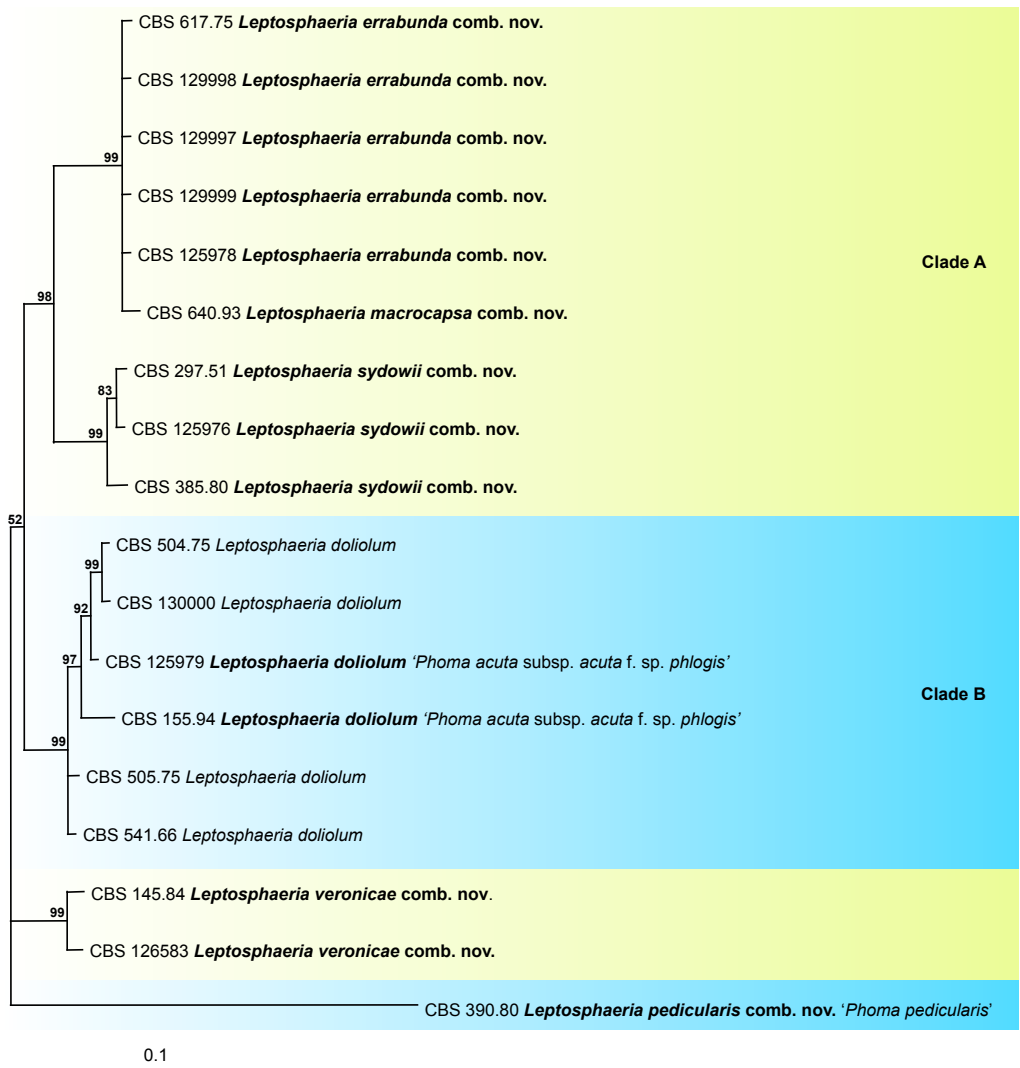 CBS 617.75 Leptosphaeria errabunda comb. nov.
CBS 129998 Leptosphaeria errabunda comb. nov.
CBS 129997 Leptosphaeria errabunda comb. nov.
99
CBS 129999 Leptosphaeria errabunda comb. nov.
CBS 125978 Leptosphaeria errabunda comb. nov.
Clade A
98
CBS 640.93 Leptosphaeria macrocapsa comb. nov.
CBS 297.51 Leptosphaeria sydowii comb. nov.
83
CBS 125976 Leptosphaeria sydowii comb. nov.
99
CBS 385.80 Leptosphaeria sydowii comb. nov.
52
CBS 504.75 Leptosphaeria doliolum
99
CBS 130000 Leptosphaeria doliolum
92
CBS 125979 Leptosphaeria doliolum ‘Phoma acuta subsp. acuta f. sp. phlogis’
97
Clade B
CBS 155.94 Leptosphaeria doliolum ‘Phoma acuta subsp. acuta f. sp. phlogis’
99
CBS 505.75 Leptosphaeria doliolum
CBS 541.66 Leptosphaeria doliolum
CBS 145.84 Leptosphaeria veronicae comb. nov.
99
CBS 126583 Leptosphaeria veronicae comb. nov.
CBS 390.80 Leptosphaeria pedicularis comb. nov. ‘Phoma pedicularis’
0.1